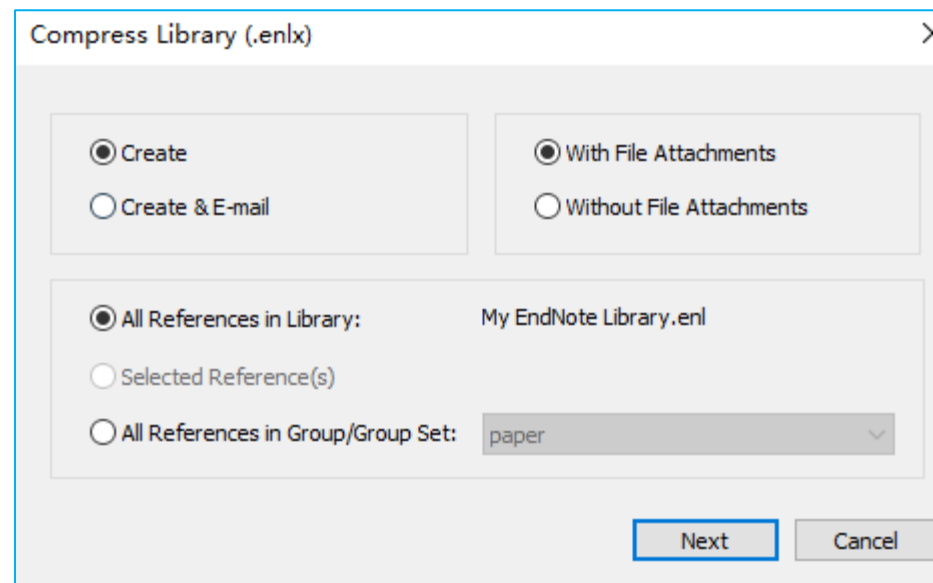 Compress Library (.enlx)
Create
Create & E-mail
With File Attachments
Without File Attachments
All References in Library: My EndNote Library.enl
Selected Reference(s)
All References in Group/Group Set: paper
Next Cancel